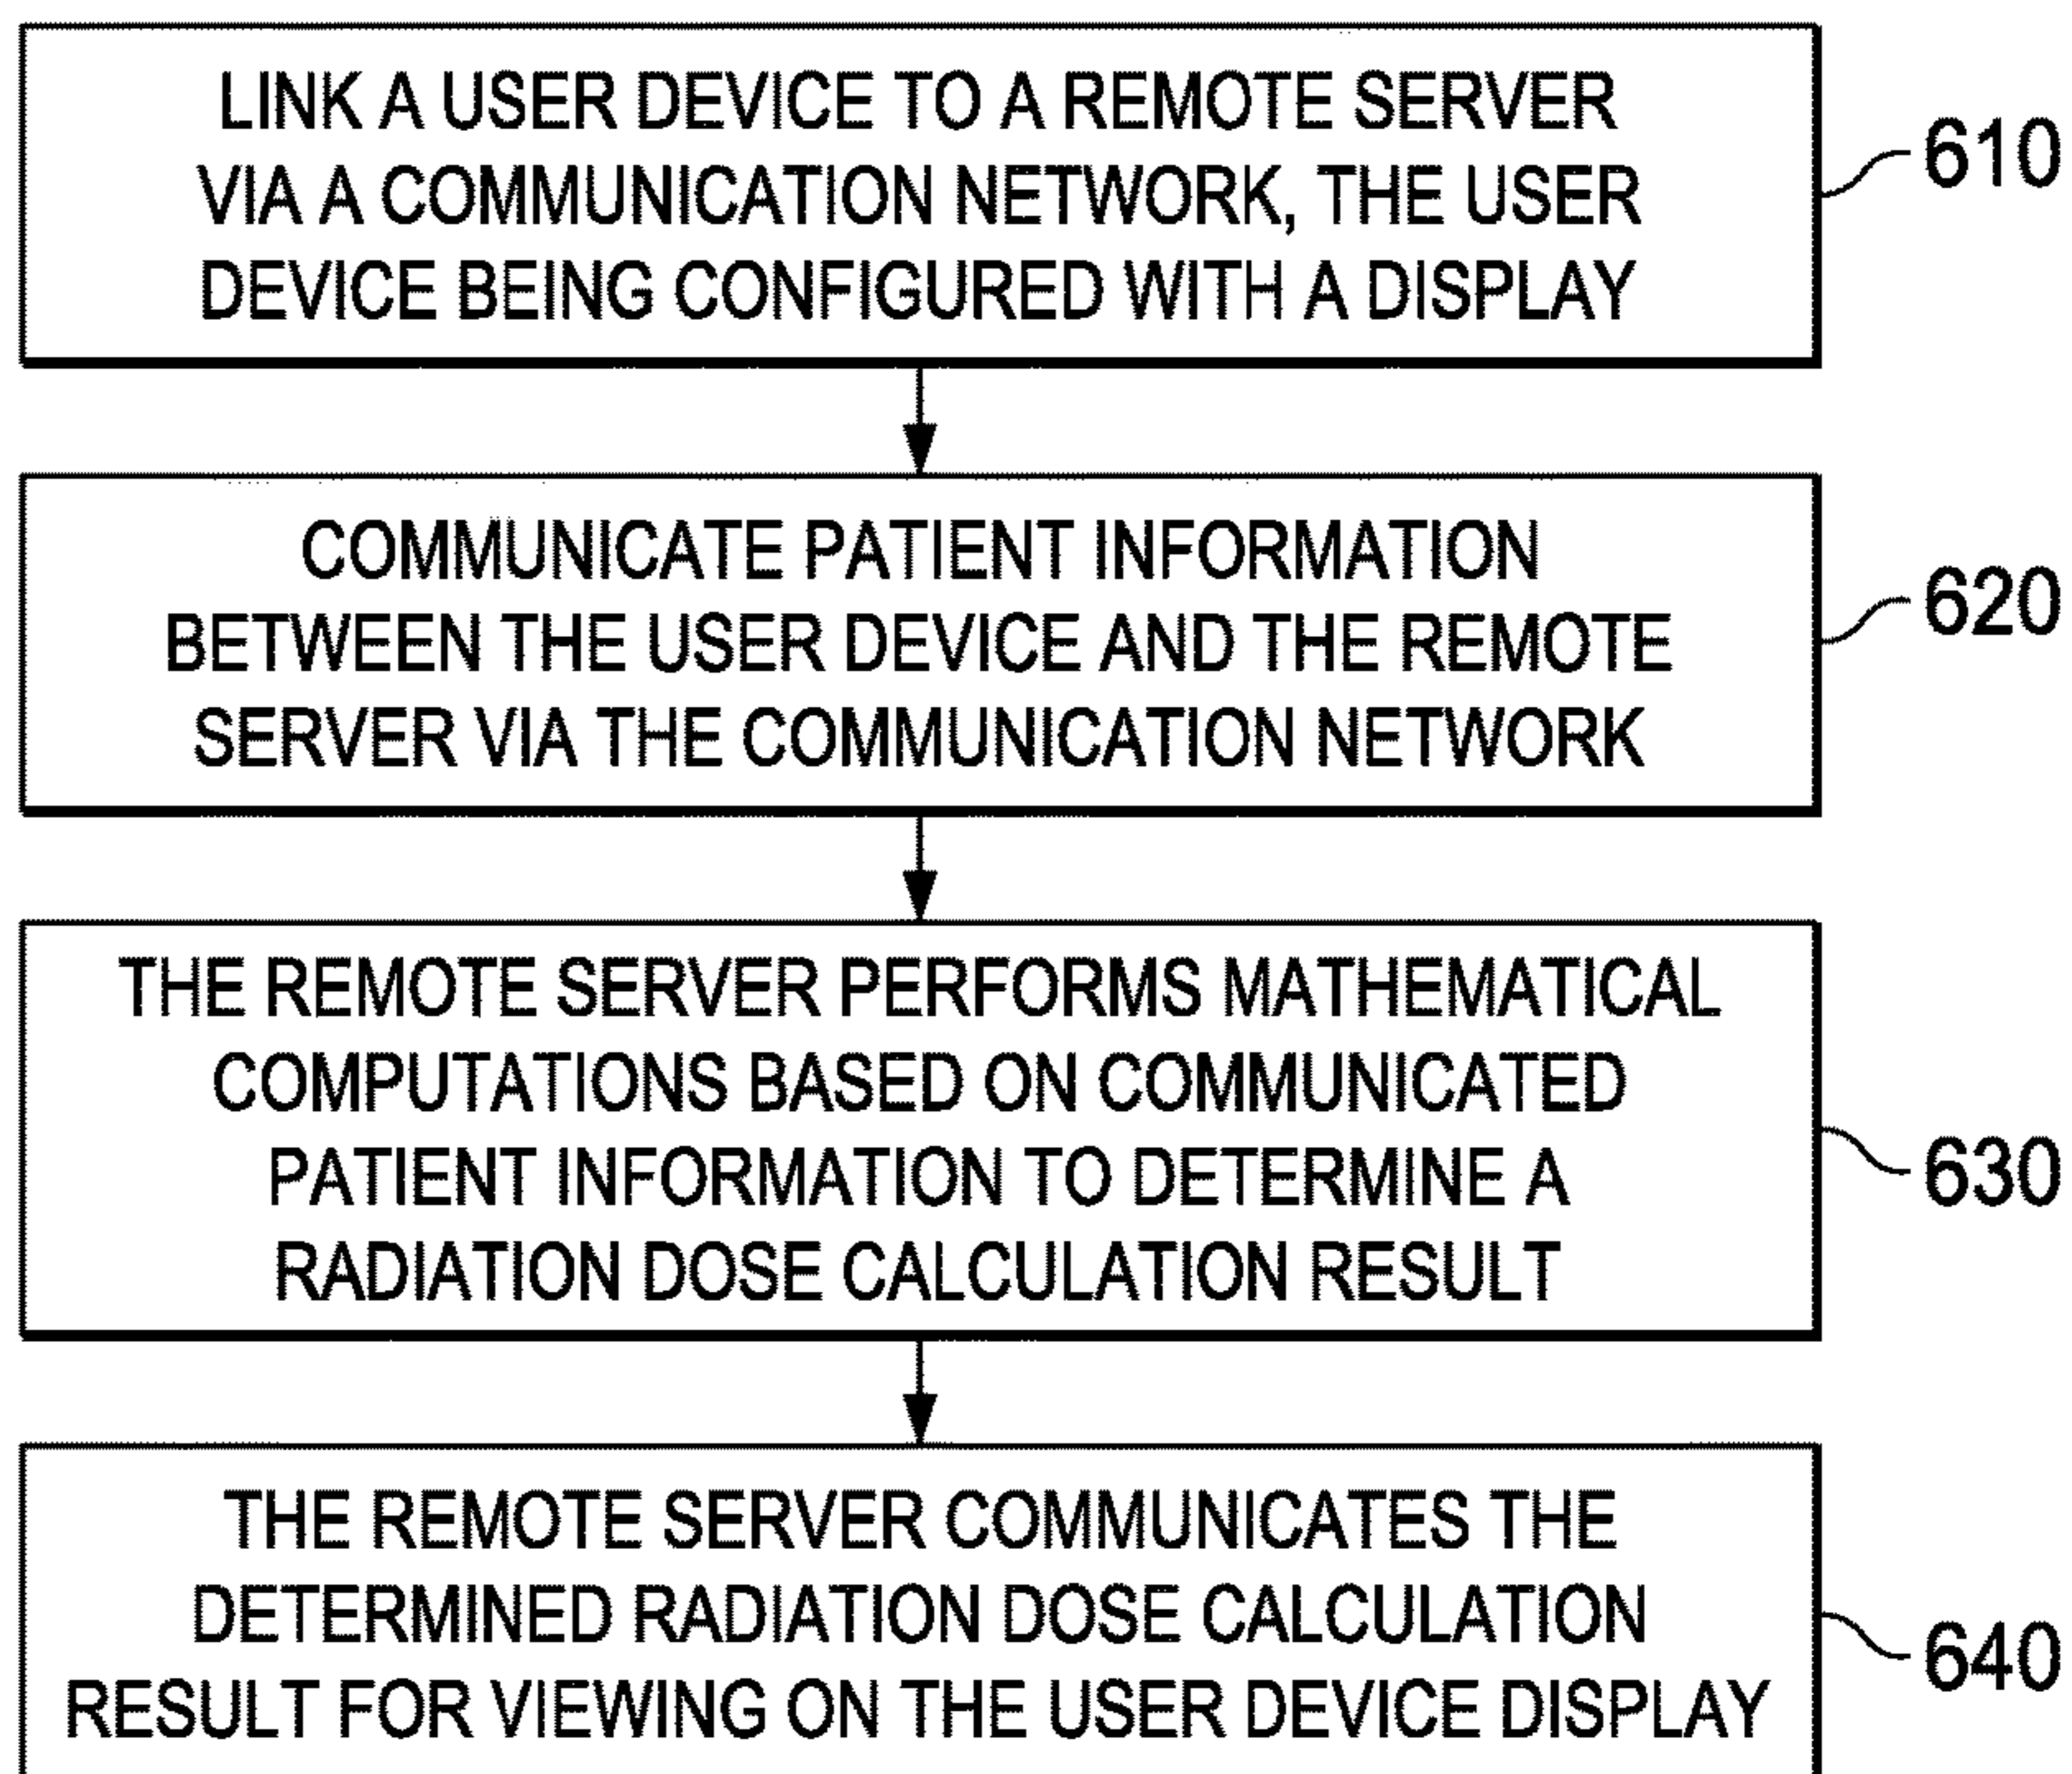 LINK A USER DEVICE TO A REMOTE SERVER
VIA A COMMUNICATION NETWORK, THE USER
DEVICE BEING CONFIGURED WITH A DISPLAY
610
COMMUNICATE PATIENT INFORMATION
BETWEEN THE USER DEVICE AND THE REMOTE
SERVER VIA THE COMMUNICATION NETWORK
620
THE REMOTE SERVER PERFORMS MATHEMATICAL
COMPUTATIONS BASED ON COMMUNICATED
PATIENT INFORMATION TO DETERMINE A
RADIATION DOSE CALCULATION RESULT
630
THE REMOTE SERVER COMMUNICATES THE
DETERMINED RADIATION DOSE CALCULATION
RESULT FOR VIEWING ON THE USER DEVICE DISPLAY
640